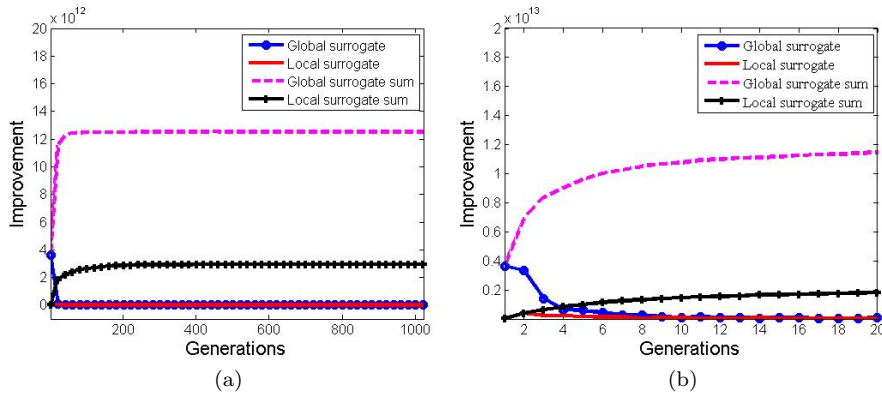 x 10^12
20
18
16
14
12
10
8
6
4
2
0
Improvement
Global surrogate
Local surrogate
Global surrogate sum
Local surrogate sum
200 400 600 800 1000
Generations
(a)
x 10^13
2
1.8
1.6
1.4
1.2
1
0.8
0.6
0.4
0.2
Improvement
Global surrogate
Local surrogate
Global surrogate sum
Local surrogate sum
2 4 6 8 10 12 14 16 18 20
Generations
(b)